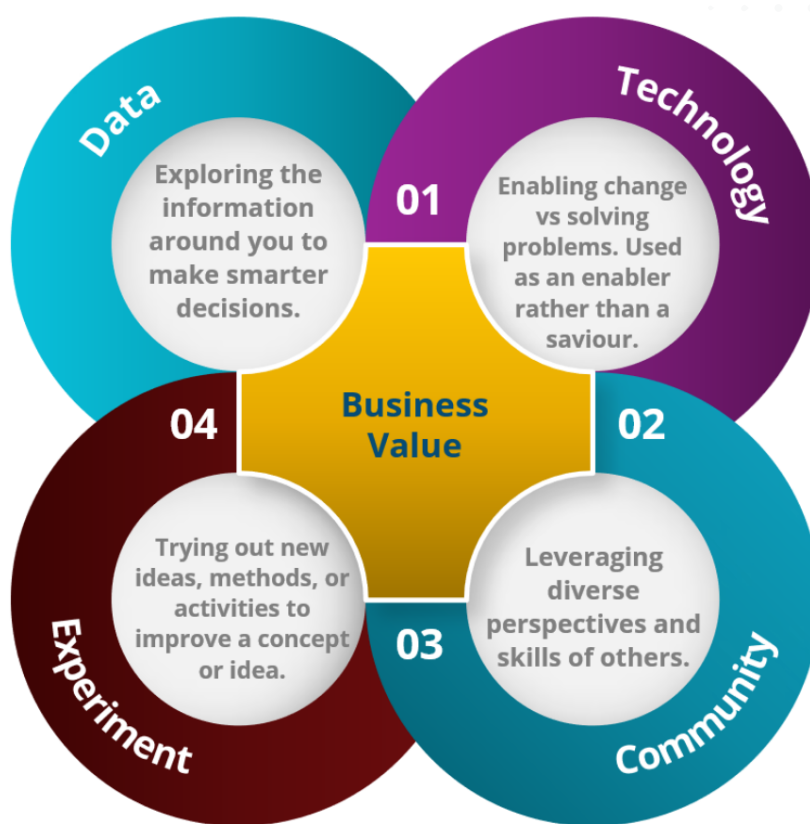 Data
Exploring the
information
around you to
make smarter
decisions.
01
Technology
Enabling change
vs solving
problems. Used
as an enabler
rather than a
saviour.
Business
Value
02
Community
Leveraging
diverse
perspectives and
skills of others.
03
04
Experiment
Trying out new
ideas, methods, or
activities to
improve a concept
or idea.